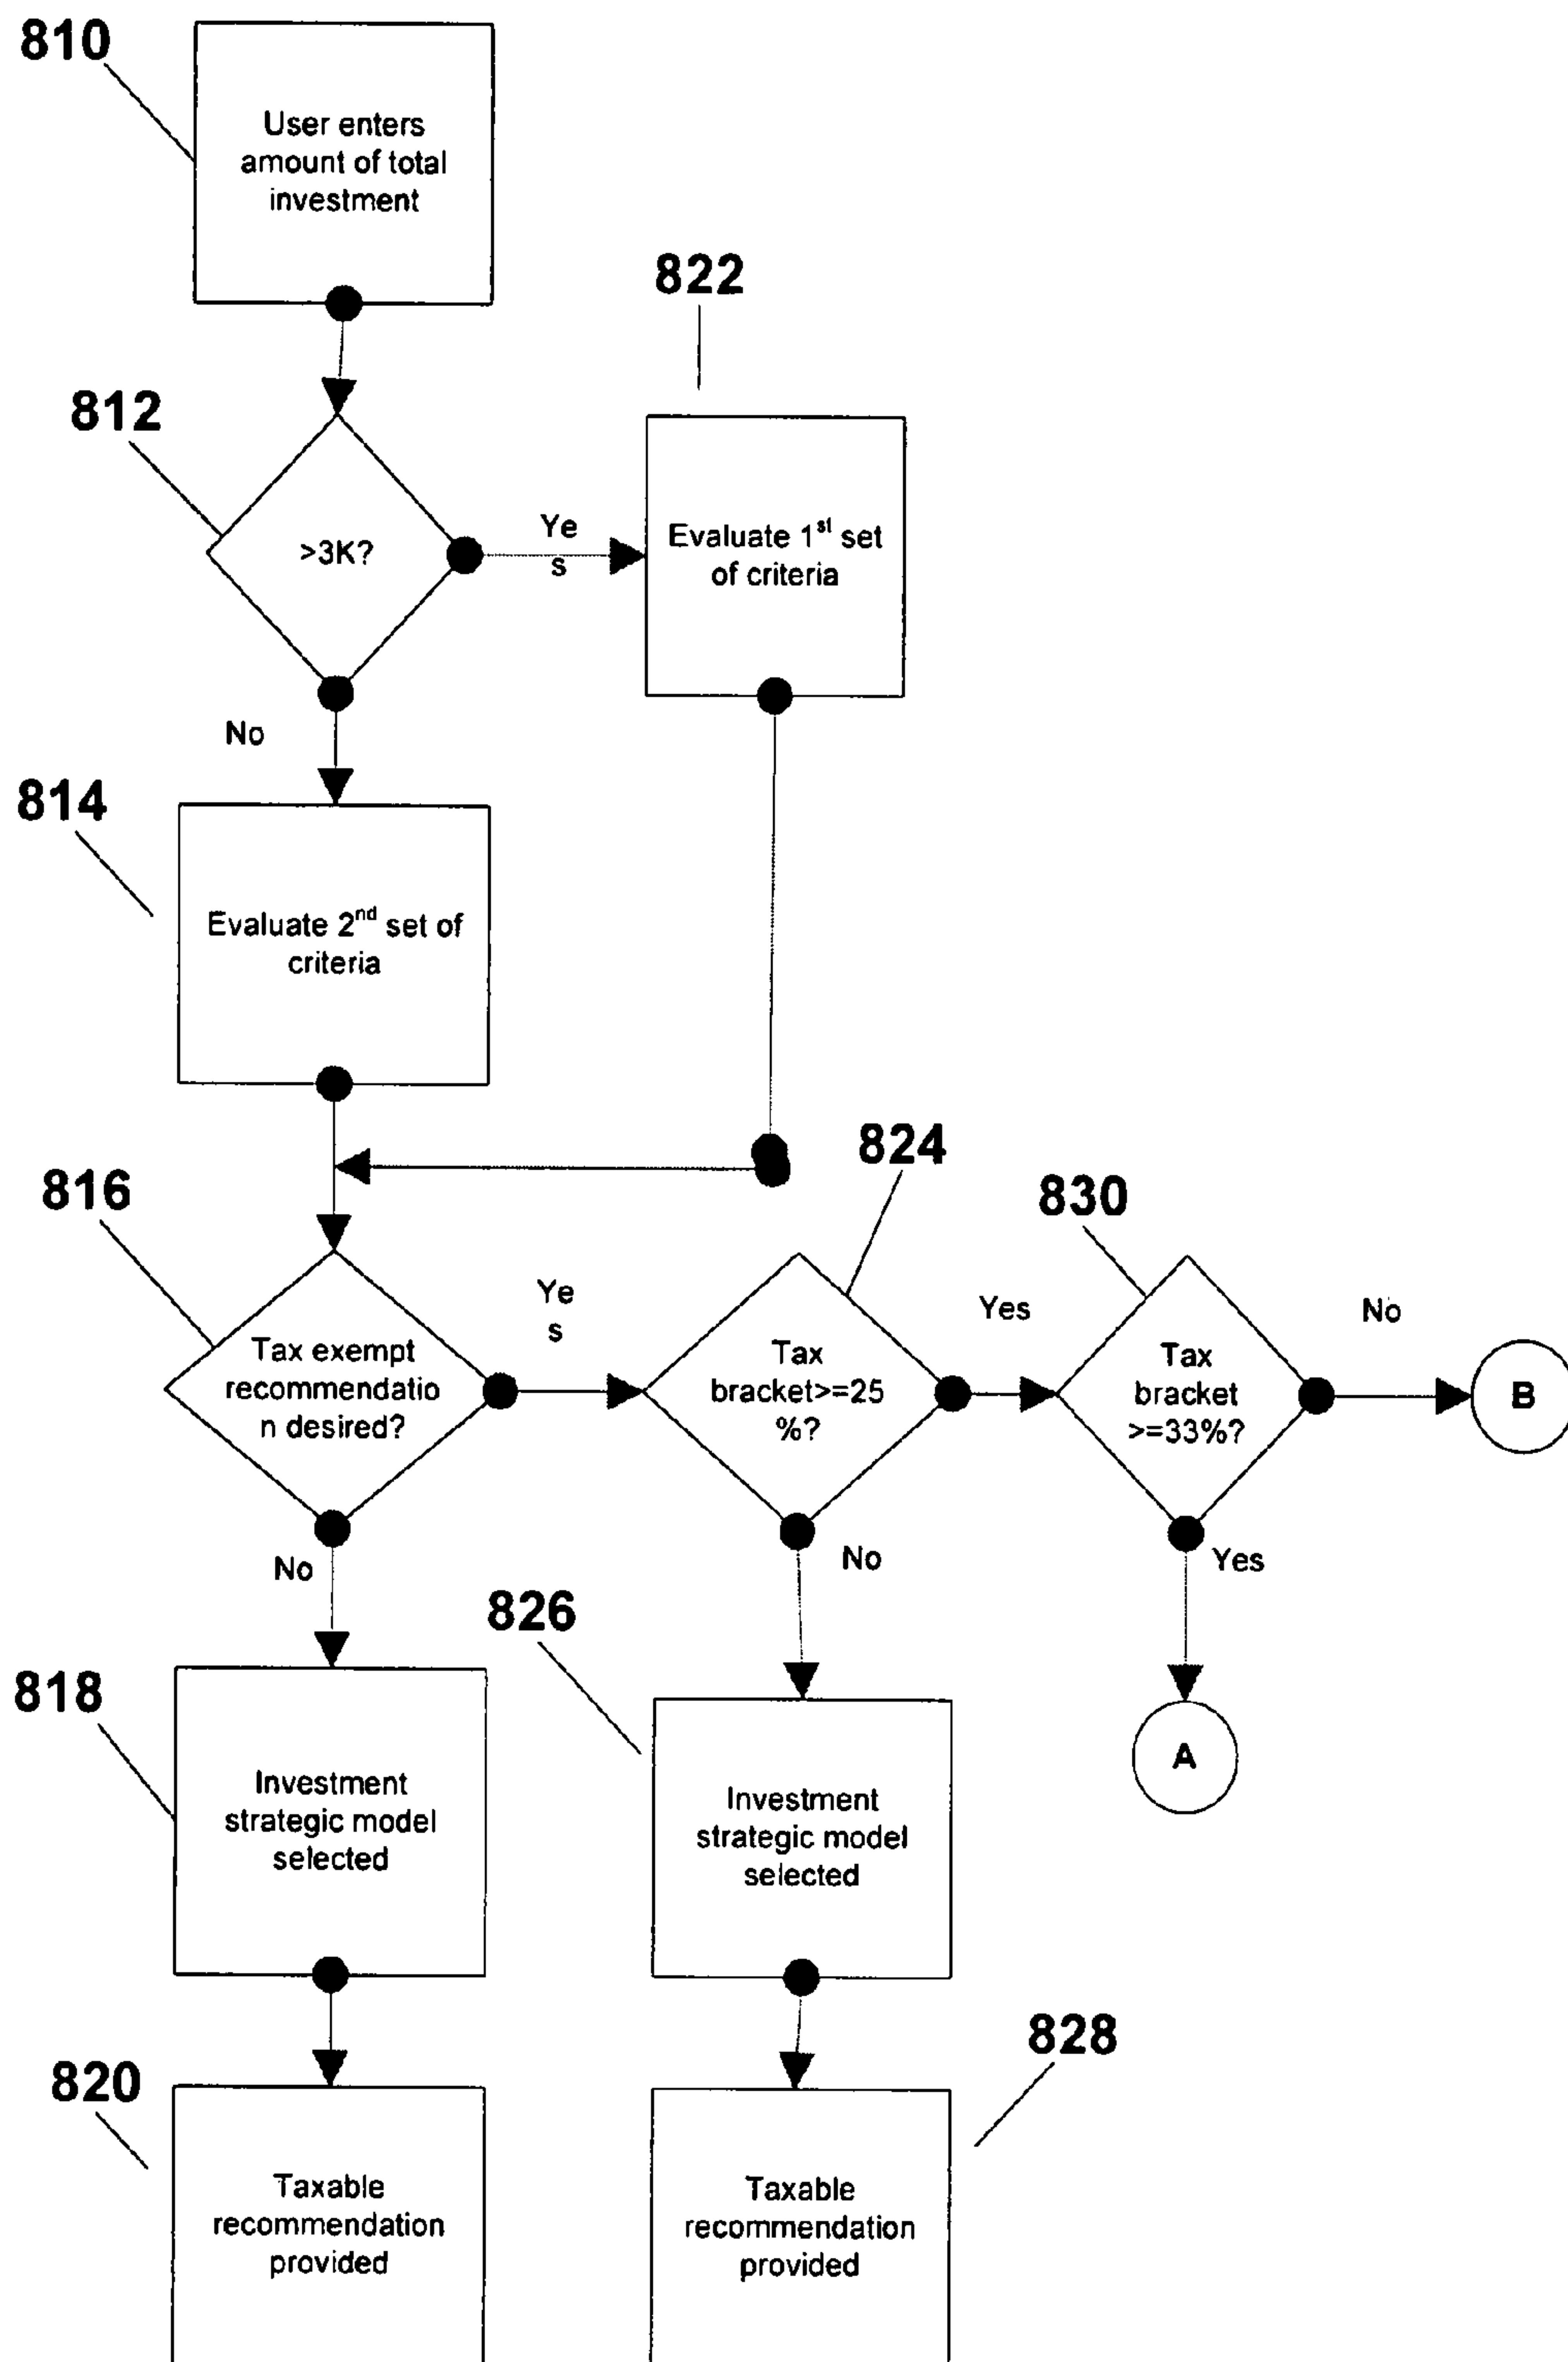 810
User enters
amount of total
investment
822
812
>3K?
Ye
s
Evaluate 1st set
of criteria
No
814
Evaluate 2nd set of
criteria
824
816
830
Tax exempt
recommendatio
n desired?
Ye
s
Tax
bracket>=25
%?
Yes
Tax
bracket
>=33%?
No
B
No
No
Yes
826
818
A
Investment
strategic model
selected
Investment
strategic model
selected
828
820
Taxable
recommendation
provided
Taxable
recommendation
provided